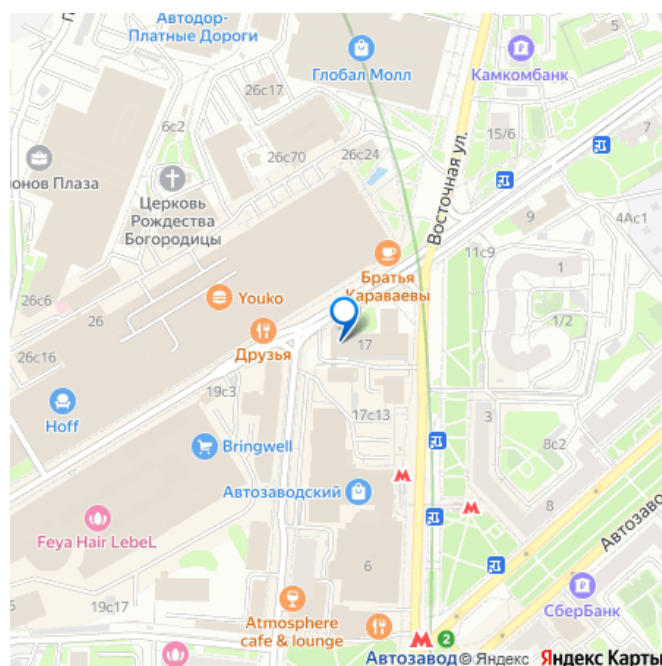 Автодор-
Платные Дороги
Глобал Молл
Камкомбанк
5
26с17
6с2
15/6
7
26с70
26с24
онов Плаза
Церковь
Рождества
Богородицы
Восточная ул.
9
4Ас1
11с9
1
Братья
Караваевы
26с6
26
Youko
1/2
Друзья
17
26с16
19с3
Hoff
17с13
3
8с2
Bringwell
Автозаводский
8
Feya Hair LebeL
6
Автозаво
19с17
Atmosphere
cafe & lounge
СберБанк
2
Автозавод
© Яндекс
Яндекс Карты